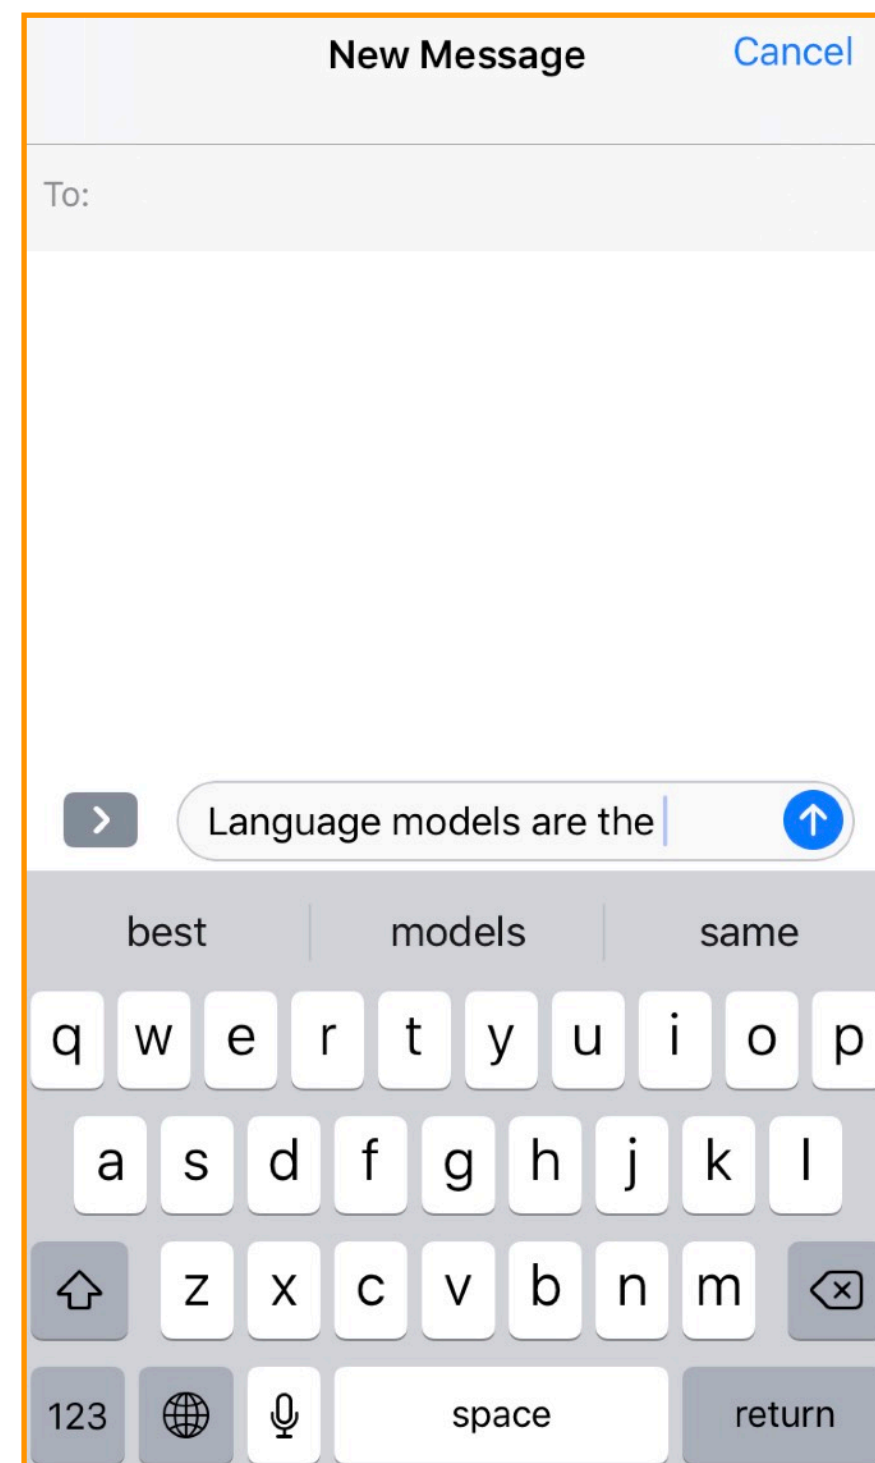 New Message Cancel
To:
Language models are the
best models same
q w e r t y u i o p
a s d f g h j k l
z x c v b n m
123 space return